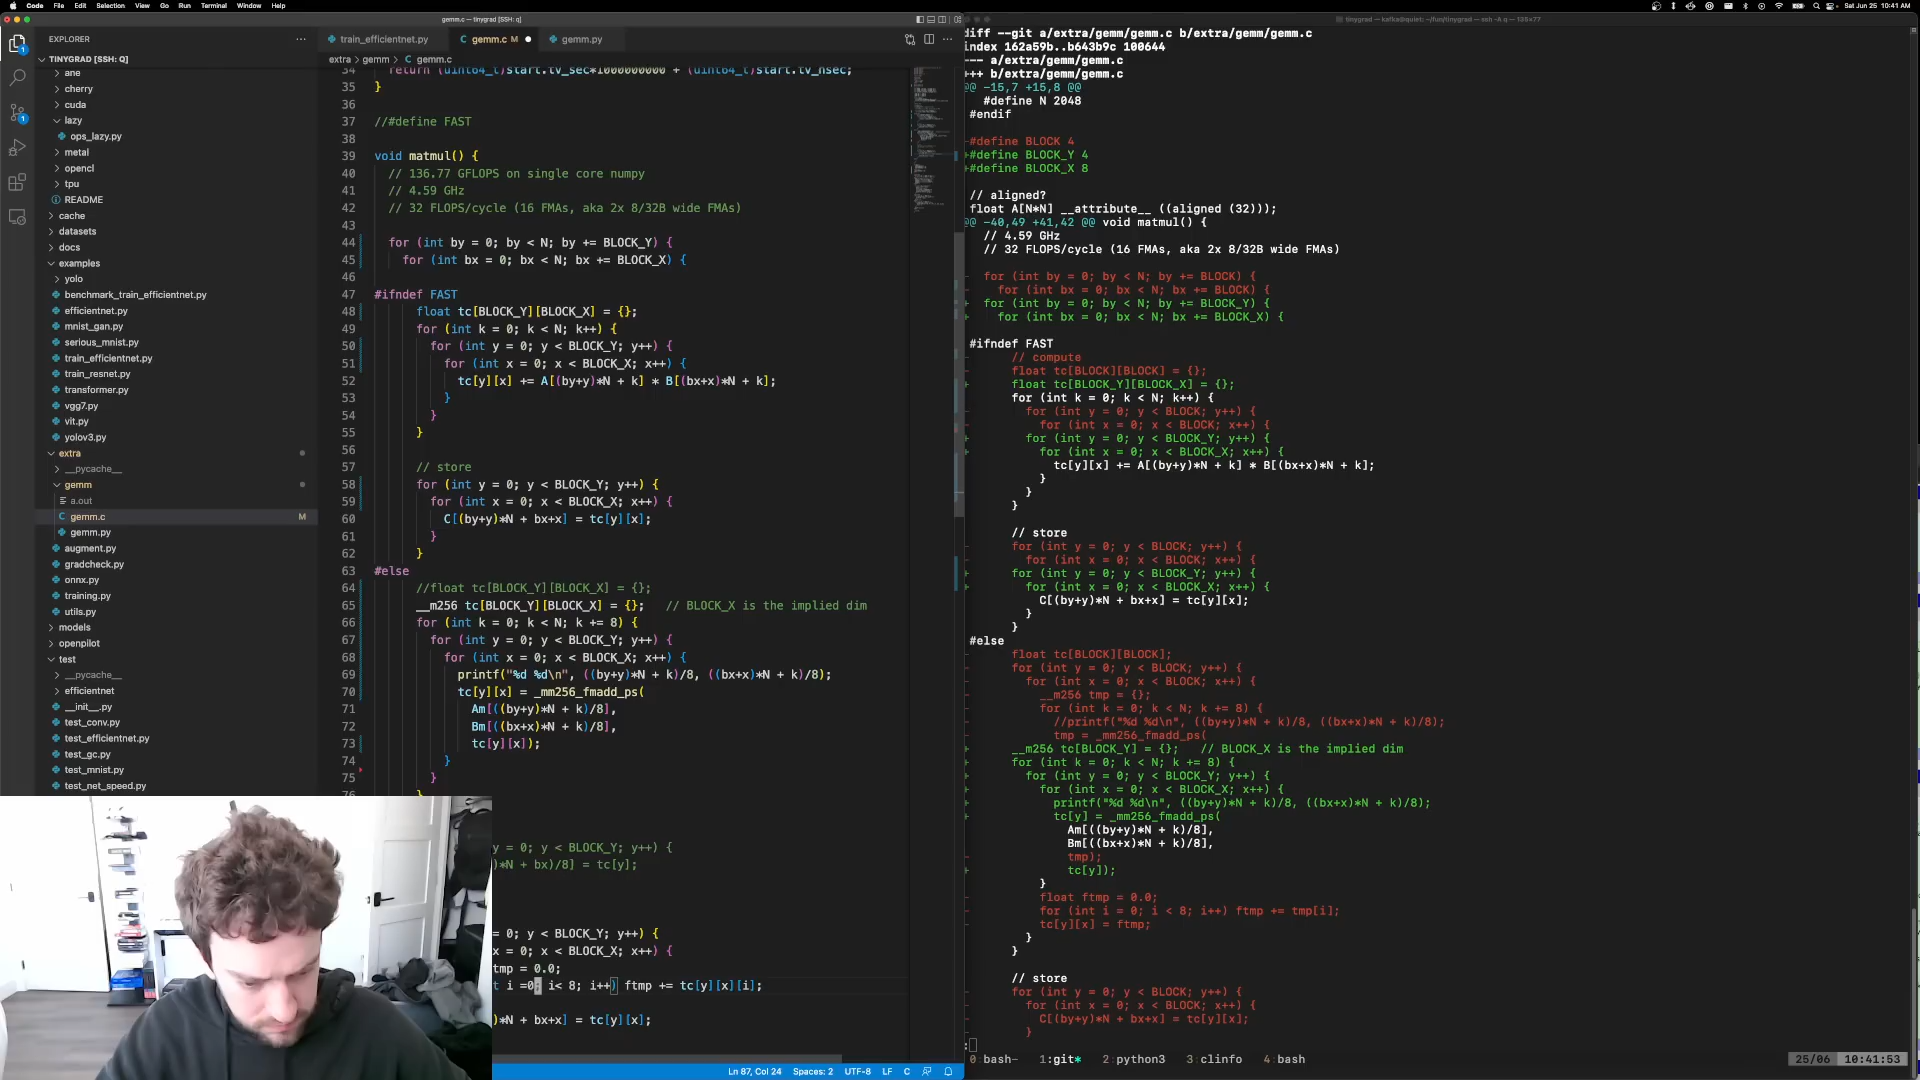 Code File Edit Selection View Go Run Terminal Window Help
Sat Jun 25 10:41 AM
gemm.c — tinygrad [SSH: q]
EXPLORER
TINYGRAD [SSH: Q]
ane
cherry
cuda
lazy
ops_lazy.py
metal
opencl
tpu
README
cache
datasets
docs
examples
yolo
benchmark_train_efficientnet.py
efficientnet.py
mnist_gan.py
serious_mnist.py
train_efficientnet.py
train_resnet.py
transformer.py
vgg7.py
vit.py
yolov3.py
extra
__pycache__
gemm
a.out
gemm.c M
gemm.py
augment.py
gradcheck.py
onnx.py
training.py
utils.py
models
openpilot
test
__pycache__
efficientnet
__init__.py
test_conv.py
test_efficientnet.py
test_gc.py
test_mnist.py
test_net_speed.py
train_efficientnet.py gemm.c M gemm.py
extra > gemm > gemm.c
34 return (uint64_t)start.tv_sec*1000000000 + (uint64_t)start.tv_nsec;
35 }
36
37 //#define FAST
38
39 void matmul() {
40 // 136.77 GFLOPS on single core numpy
41 // 4.59 GHz
42 // 32 FLOPS/cycle (16 FMAs, aka 2x 8/32B wide FMAs)
43
44 for (int by = 0; by < N; by += BLOCK_Y) {
45 for (int bx = 0; bx < N; bx += BLOCK_X) {
46
47 #ifndef FAST
48 float tc[BLOCK_Y][BLOCK_X] = {};
49 for (int k = 0; k < N; k++) {
50 for (int y = 0; y < BLOCK_Y; y++) {
51 for (int x = 0; x < BLOCK_X; x++) {
52 tc[y][x] += A[(by+y)*N + k] * B[(bx+x)*N + k];
53 }
54 }
55 }
56
57 // store
58 for (int y = 0; y < BLOCK_Y; y++) {
59 for (int x = 0; x < BLOCK_X; x++) {
60 C[(by+y)*N + bx+x] = tc[y][x];
61 }
62 }
63 #else
64 //float tc[BLOCK_Y][BLOCK_X] = {};
65 __m256 tc[BLOCK_Y][BLOCK_X] = {}; // BLOCK_X is the implied dim
66 for (int k = 0; k < N; k += 8) {
67 for (int y = 0; y < BLOCK_Y; y++) {
68 for (int x = 0; x < BLOCK_X; x++) {
69 printf("%d %d\n", ((by+y)*N + k)/8, ((bx+x)*N + k)/8);
70 tc[y][x] = _mm256_fmadd_ps(
71 Am[((by+y)*N + k)/8],
72 Bm[((bx+x)*N + k)/8],
73 tc[y][x]);
74 }
75 }
76 }
y = 0; y < BLOCK_Y; y++) {
)*N + bx)/8] = tc[y];
= 0; y < BLOCK_Y; y++) {
x = 0; x < BLOCK_X; x++) {
tmp = 0.0;
t i =0; i< 8; i++) ftmp += tc[y][x][i];
)*N + bx+x] = tc[y][x];
Ln 87, Col 24 Spaces: 2 UTF-8 LF C
diff --git a/extra/gemm/gemm.c b/extra/gemm/gemm.c
index 162a59b..b643b9c 100644
--- a/extra/gemm/gemm.c
+++ b/extra/gemm/gemm.c
@@ -15,7 +15,8 @@
#define N 2048
#endif
-#define BLOCK 4
+#define BLOCK_Y 4
+#define BLOCK_X 8
// aligned?
float A[N*N] __attribute__ ((aligned (32)));
@@ -40,49 +41,42 @@ void matmul() {
// 4.59 GHz
// 32 FLOPS/cycle (16 FMAs, aka 2x 8/32B wide FMAs)
- for (int by = 0; by < N; by += BLOCK) {
- for (int bx = 0; bx < N; bx += BLOCK) {
+ for (int by = 0; by < N; by += BLOCK_Y) {
+ for (int bx = 0; bx < N; bx += BLOCK_X) {
#ifndef FAST
- // compute
- float tc[BLOCK][BLOCK] = {};
+ float tc[BLOCK_Y][BLOCK_X] = {};
for (int k = 0; k < N; k++) {
- for (int y = 0; y < BLOCK; y++) {
- for (int x = 0; x < BLOCK; x++) {
+ for (int y = 0; y < BLOCK_Y; y++) {
+ for (int x = 0; x < BLOCK_X; x++) {
tc[y][x] += A[(by+y)*N + k] * B[(bx+x)*N + k];
}
}
}
// store
- for (int y = 0; y < BLOCK; y++) {
- for (int x = 0; x < BLOCK; x++) {
+ for (int y = 0; y < BLOCK_Y; y++) {
+ for (int x = 0; x < BLOCK_X; x++) {
C[(by+y)*N + bx+x] = tc[y][x];
}
}
#else
- float tc[BLOCK][BLOCK];
- for (int y = 0; y < BLOCK; y++) {
- for (int x = 0; x < BLOCK; x++) {
- __m256 tmp = {};
- for (int k = 0; k < N; k += 8) {
- //printf("%d %d\n", ((by+y)*N + k)/8, ((bx+x)*N + k)/8);
- tmp = _mm256_fmadd_ps(
+ __m256 tc[BLOCK_Y] = {}; // BLOCK_X is the implied dim
+ for (int k = 0; k < N; k += 8) {
+ for (int y = 0; y < BLOCK_Y; y++) {
+ for (int x = 0; x < BLOCK_X; x++) {
+ printf("%d %d\n", ((by+y)*N + k)/8, ((bx+x)*N + k)/8);
+ tc[y] = _mm256_fmadd_ps(
Am[((by+y)*N + k)/8],
Bm[((bx+x)*N + k)/8],
- tmp);
+ tc[y]);
}
- float ftmp = 0.0;
- for (int i = 0; i < 8; i++) ftmp += tmp[i];
- tc[y][x] = ftmp;
}
}
// store
- for (int y = 0; y < BLOCK; y++) {
- for (int x = 0; x < BLOCK; x++) {
- C[(by+y)*N + bx+x] = tc[y][x];
- }
:
0 bash- 1:git* 2:python3 3:clinfo 4:bash 25/06 10:41:53